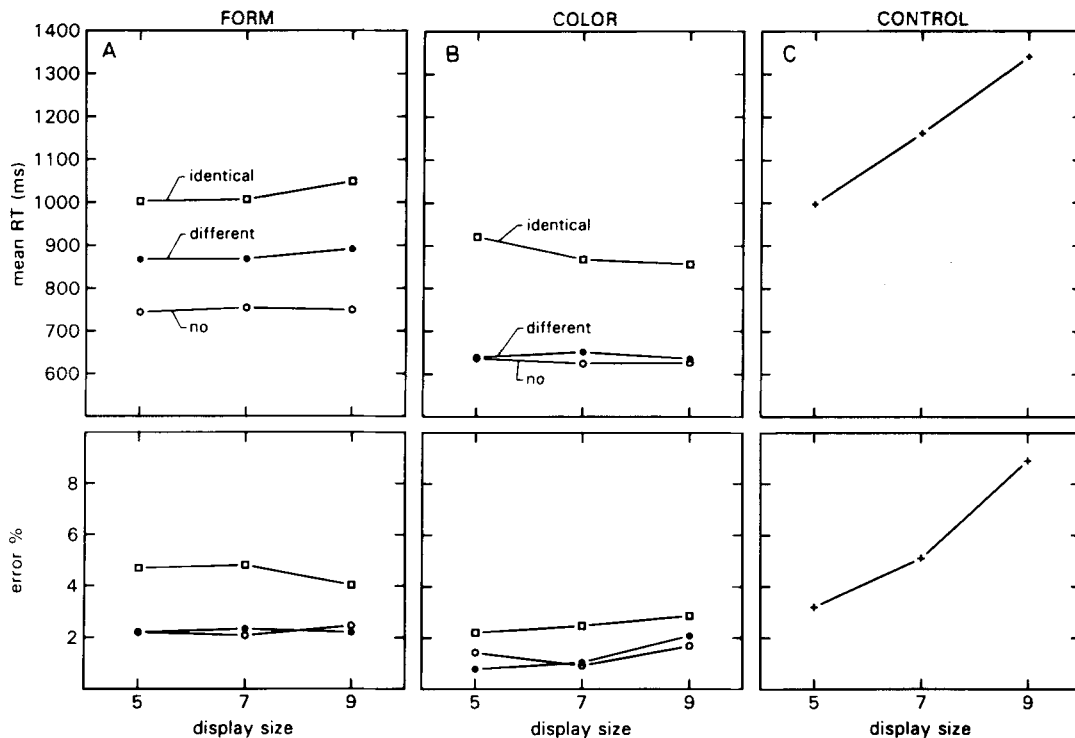 FORM COLOR CONTROL
A B C
1400
1300
1200
1100
1000
900
800
700
600
mean RT (ms)
identical
different
no
identical
different
no
8
6
4
2
error %
5 7 9 5 7 9 5 7 9
display size display size display size